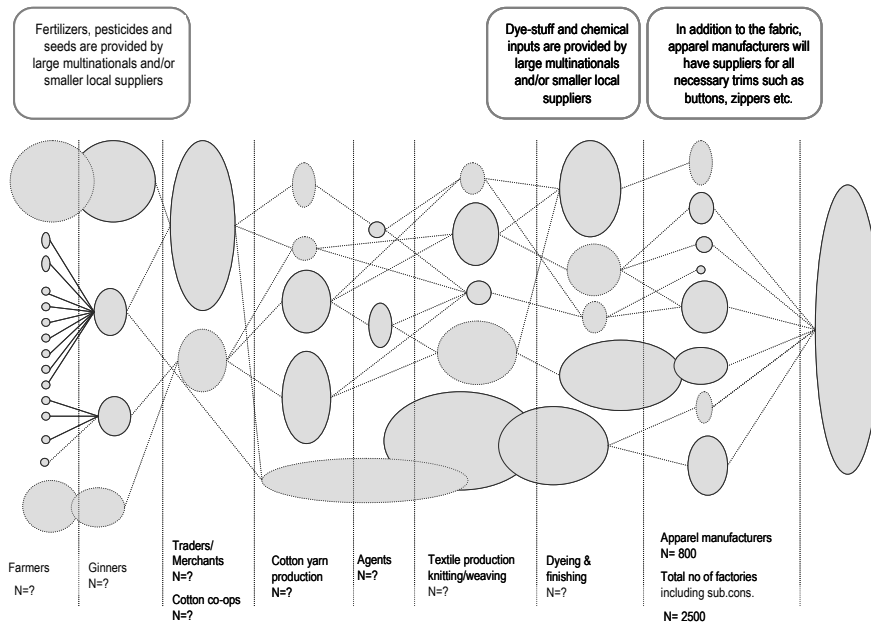 Fertilizers, pesticides and
seeds are provided by
large multinationals and/or
smaller local suppliers
Dye-stuff and chemical
inputs are provided by
large multinationals
and/or smaller local
suppliers
In addition to the fabric,
apparel manufacturers will
have suppliers for all
necessary trims such as
buttons, zippers etc.
Farmers
N=?
Ginners
N=?
Traders/
Merchants
N=?
Cotton co-ops
N=?
Cotton yarn
production
N=?
Agents
N=?
Textile production
knitting/weaving)
N=?
Dyeing &
finishing
N=?
Apparel manufacturers
N= 800
Total no of factories
including sub.cons.
N= 2500